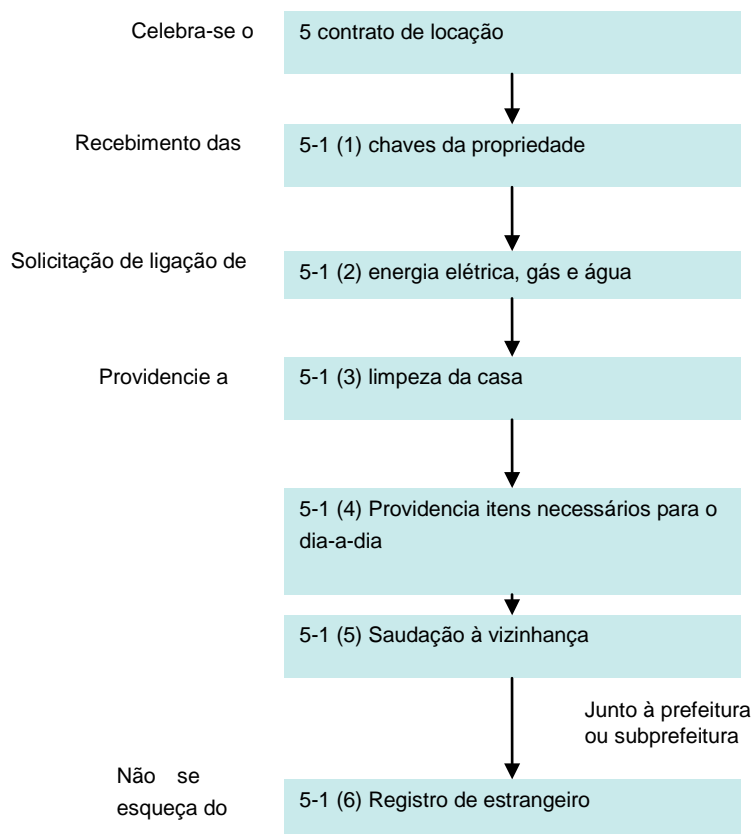 Celebra-se o
5 contrato de locação
Recebimento das
5-1 (1) chaves da propriedade
Solicitação de ligação de
5-1 (2) energia elétrica, gás e água
Providencie a
5-1 (3) limpeza da casa
5-1 (4) Providencia itens necessários para o
dia-a-dia
5-1 (5) Saudação à vizinhança
Junto à prefeitura
ou subprefeitura
Não se
esqueça do
5-1 (6) Registro de estrangeiro